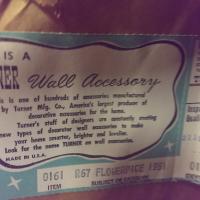 IS A
NER Wall Accessory
is is one of hundreds of accessories manufactured
by Turner Mfg. Co., America's largest producer of
decorative accessories for the home.
Turner's staff of designers are constantly creating
new types of decorator wall accessories to make
your home smarter, brighter and lovelier.
Look for the name TURNER on wall accessories.
MADE IN U.S.A.
0161 867
ITEM